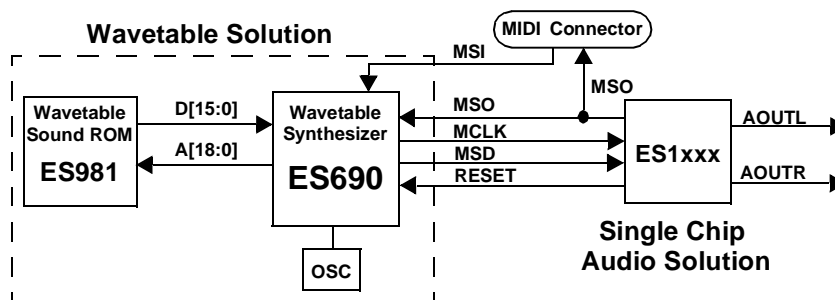 Wavetable Solution
MIDI Connector
MSI
MSO
Wavetable
Sound ROM
ES981
D[15:0]
A[18:0]
Wavetable
Synthesizer
ES690
OSC
MSO
MCLK
MSD
RESET
ES1xxx
AOUTL
AOUTR
Single Chip
Audio Solution